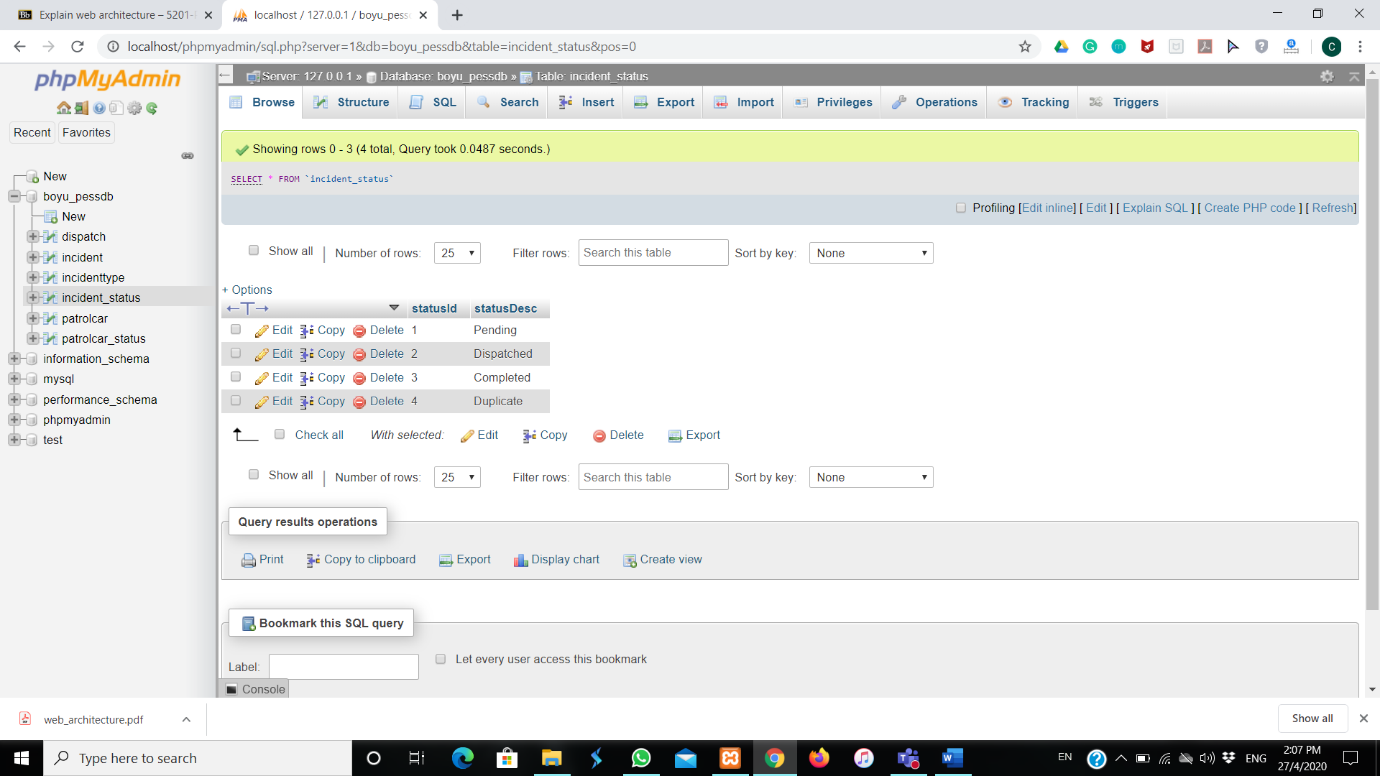 Explain web architecture – 5201-
localhost / 127.0.0.1 / boyu_pess
localhost/phpmyadmin/sql.php?server=1&db=boyu_pessdb&table=incident_status&pos=0
C
phpMyAdmin
Recent Favorites
New
boyu_pessdb
New
dispatch
incident
incidenttype
incident_status
patrolcar
patrolcar_status
information_schema
mysql
performance_schema
phpmyadmin
test
Server: 127.0.0.1 » Database: boyu_pessdb » Table: incident_status
Browse Structure SQL Search Insert Export Import Privileges Operations Tracking Triggers
Showing rows 0 - 3 (4 total, Query took 0.0487 seconds.)
SELECT * FROM `incident_status`
Profiling [Edit inline] [ Edit ] [ Explain SQL ] [ Create PHP code ] [ Refresh]
Show all Number of rows: 25 Filter rows: Search this table Sort by key: None
+ Options
statusId statusDesc
Edit Copy Delete 1 Pending
Edit Copy Delete 2 Dispatched
Edit Copy Delete 3 Completed
Edit Copy Delete 4 Duplicate
Check all With selected: Edit Copy Delete Export
Show all Number of rows: 25 Filter rows: Search this table Sort by key: None
Query results operations
Print Copy to clipboard Export Display chart Create view
Bookmark this SQL query
Label: Let every user access this bookmark
Console
web_architecture.pdf
Show all
Type here to search
EN
ENG
2:07 PM
27/4/2020